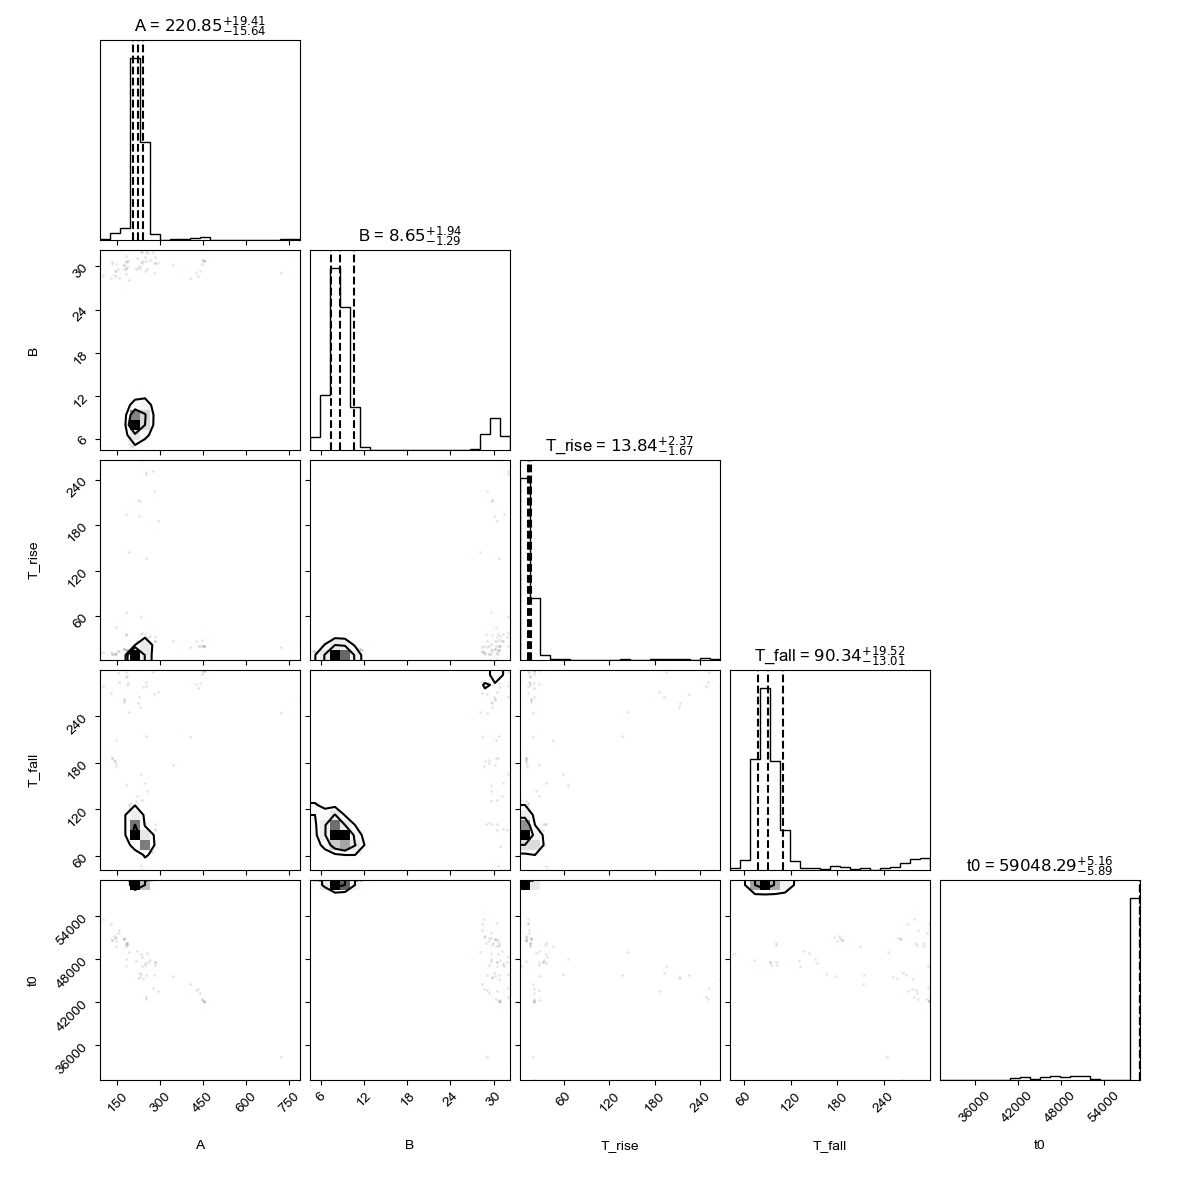 A = 220.85+19.41−15.64
B = 8.65+1.94−1.29
30
24
18
12
6
B
T_rise = 13.84+2.37−1.67
240
180
120
60
T_rise
T_fall = 90.34+19.52−13.01
240
180
120
60
T_fall
t0 = 59048.29+5.16−5.89
54000
48000
42000
36000
t0
150 300 450 600 750 6 12 18 24 30 60 120 180 240 60 120 180 240 36000 42000 48000 54000
A B T_rise T_fall t0